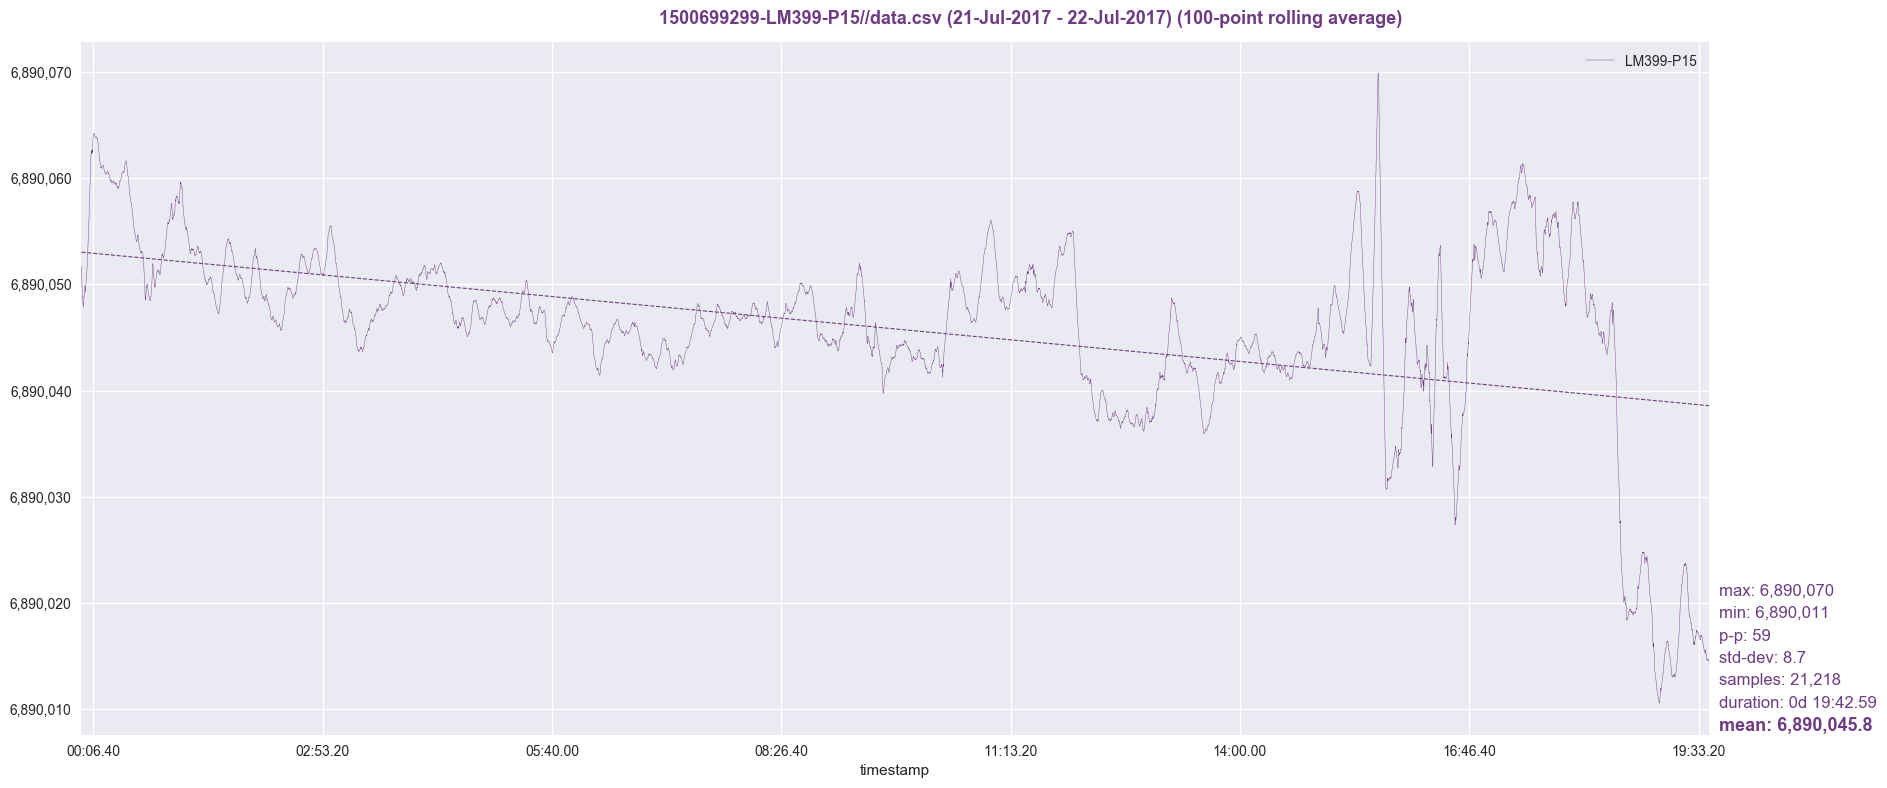 1500699299-LM399-P15//data.csv (21-Jul-2017 - 22-Jul-2017) (100-point rolling average)
LM399-P15
6,890,070
6,890,060
6,890,050
6,890,040
6,890,030
6,890,020
6,890,010
max: 6,890,070
min: 6,890,011
p-p: 59
std-dev: 8.7
samples: 21,218
duration: 0d 19:42.59
mean: 6,890,045.8
00:06.40 02:53.20 05:40.00 08:26.40 11:13.20 14:00.00 16:46.40 19:33.20
timestamp